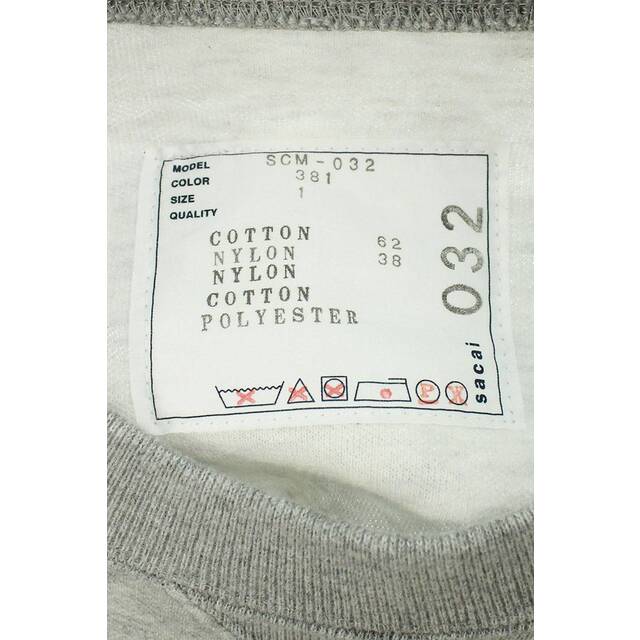 MODEL SCM-032
COLOR 381
SIZE 1
QUALITY
COTTON 62
NYLON 38
NYLON
COTTON
POLYESTER
P
032
sacai